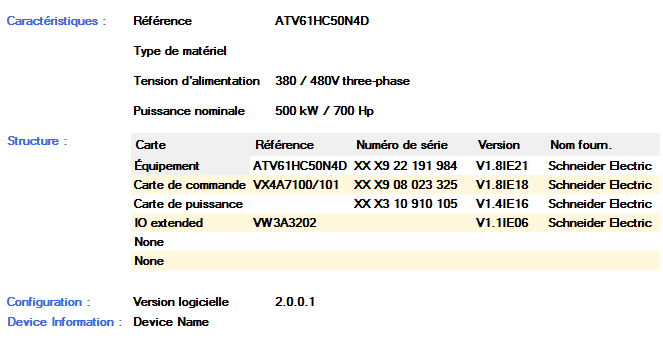 Caractéristiques : Référence ATV61HC50N4D
Type de matériel
Tension d'alimentation 380 / 480V three-phase
Puissance nominale 500 kW / 700 Hp
Structure :
Carte Référence Numéro de série Version Nom fourn.
Équipement ATV61HC50N4D XX X9 22 191 984 V1.8IE21 Schneider Electric
Carte de commande VX4A7100/101 XX X9 08 023 325 V1.8IE18 Schneider Electric
Carte de puissance XX X3 10 910 105 V1.4IE16 Schneider Electric
IO extended VW3A3202 V1.1IE06 Schneider Electric
None
None
Configuration : Version logicielle 2.0.0.1
Device Information : Device Name